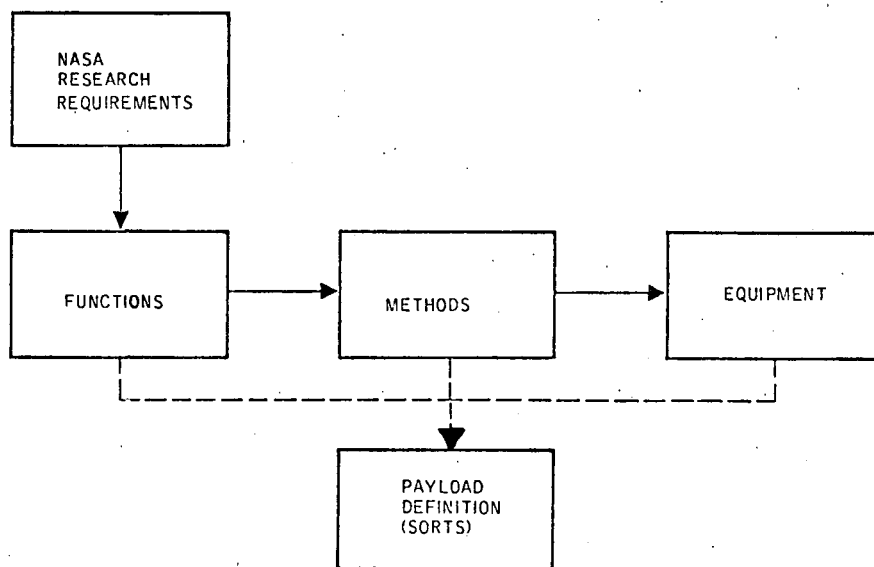 NASA
RESEARCH
REQUIREMENTS
FUNCTIONS
METHODS
EQUIPMENT
PAYLOAD
DEFINITION
(SORTS)